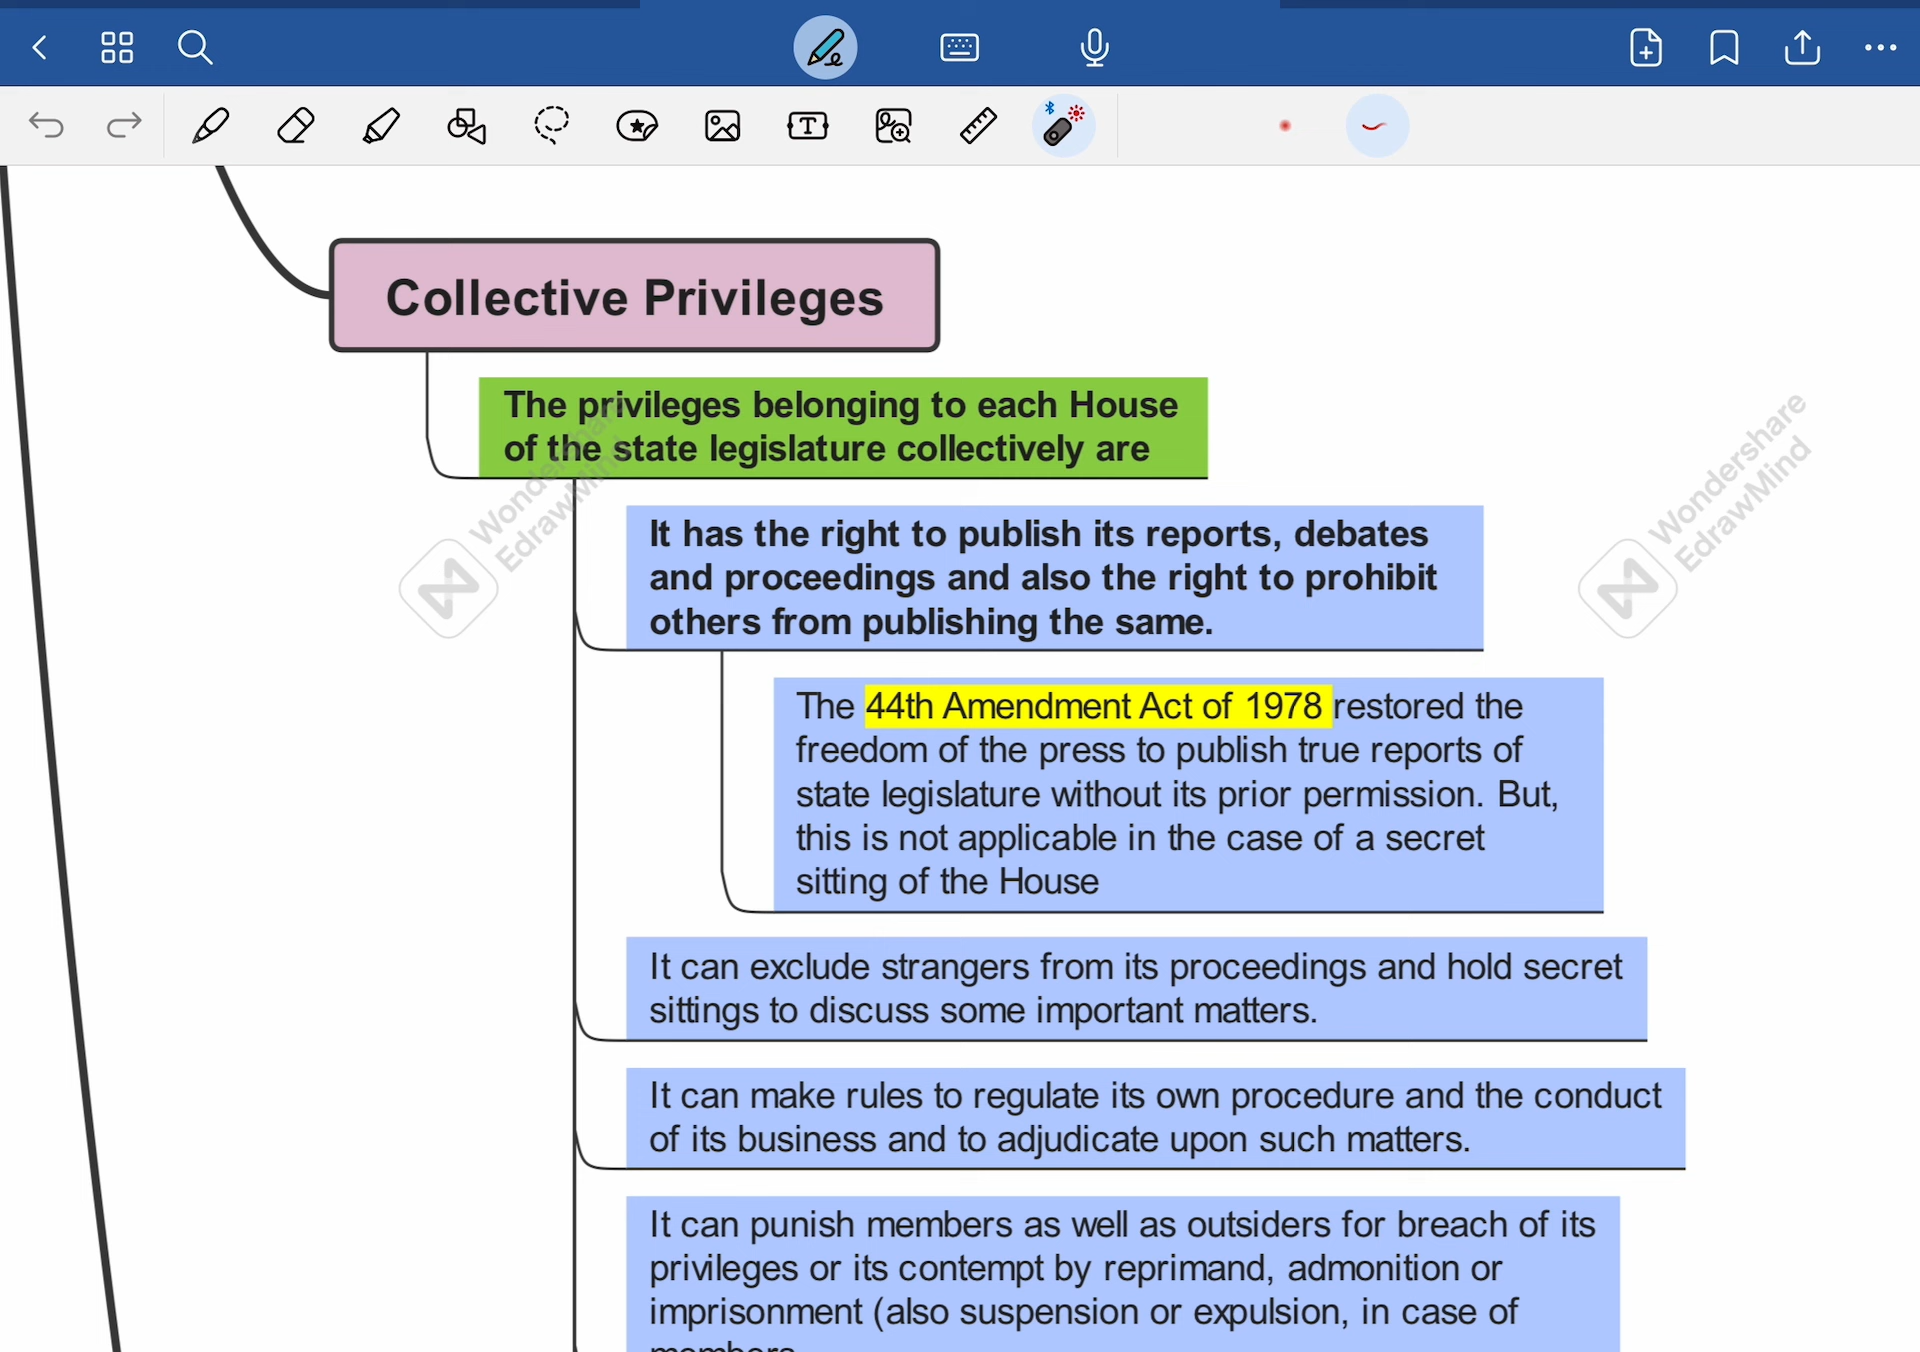 Collective Privileges
The privileges belonging to each House
of the state legislature collectively are
It has the right to publish its reports, debates
and proceedings and also the right to prohibit
others from publishing the same.
The 44th Amendment Act of 1978 restored the
freedom of the press to publish true reports of
state legislature without its prior permission. But,
this is not applicable in the case of a secret
sitting of the House
It can exclude strangers from its proceedings and hold secret
sittings to discuss some important matters.
It can make rules to regulate its own procedure and the conduct
of its business and to adjudicate upon such matters.
It can punish members as well as outsiders for breach of its
privileges or its contempt by reprimand, admonition or
imprisonment (also suspension or expulsion, in case of
Wondershare
EdrawMind
Wondershare
EdrawMind